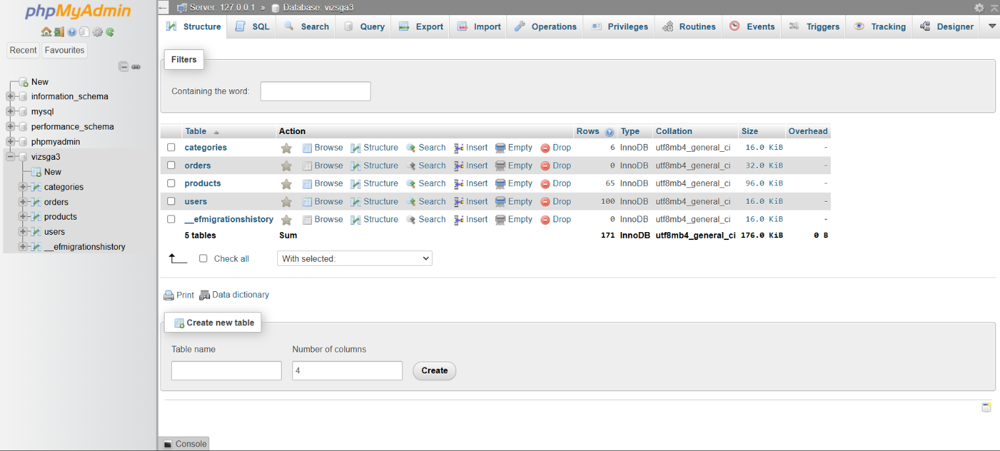 phpMyAdmin
Recent Favourites
New
information_schema
mysql
performance_schema
phpmyadmin
vizsga3
New
categories
orders
products
users
__efmigrationshistory
Server: 127.0.0.1 » Database: vizsga3
Structure SQL Search Query Export Import Operations Privileges Routines Events Triggers Tracking Designer
Filters
Containing the word:
Table Action Rows Type Collation Size Overhead
categories Browse Structure Search Insert Empty Drop 6 InnoDB utf8mb4_general_ci 16.0 KiB -
orders Browse Structure Search Insert Empty Drop 0 InnoDB utf8mb4_general_ci 32.0 KiB -
products Browse Structure Search Insert Empty Drop 65 InnoDB utf8mb4_general_ci 96.0 KiB -
users Browse Structure Search Insert Empty Drop 100 InnoDB utf8mb4_general_ci 16.0 KiB -
__efmigrationshistory Browse Structure Search Insert Empty Drop 0 InnoDB utf8mb4_general_ci 16.0 KiB -
5 tables Sum 171 InnoDB utf8mb4_general_ci 176.0 KiB 0 B
Check all With selected:
Print Data dictionary
Create new table
Table name Number of columns
4 Create
Console